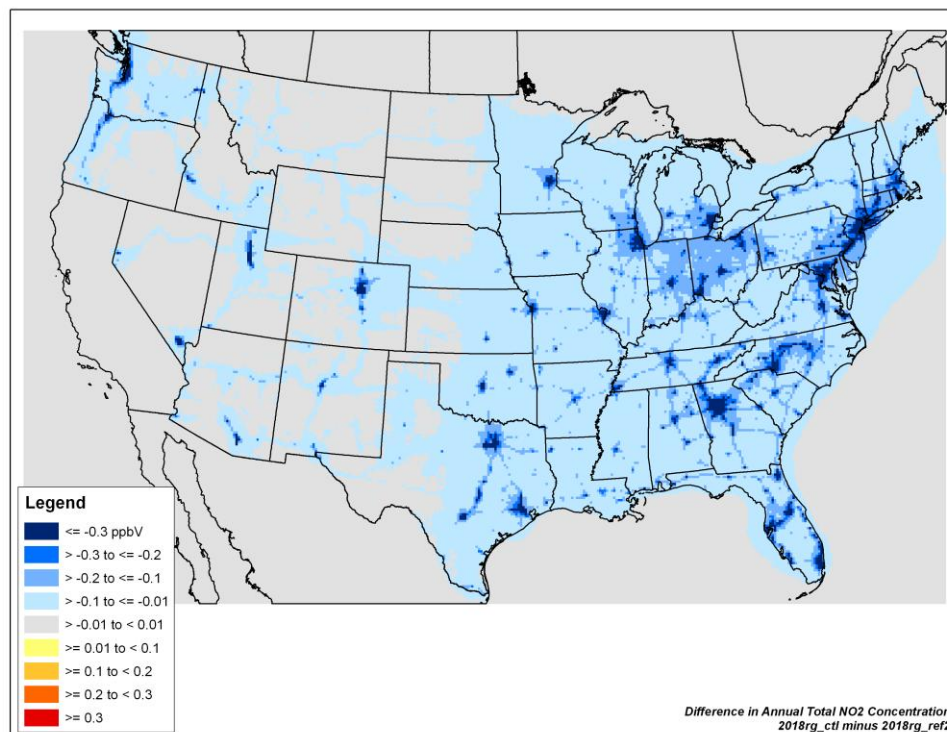 Legend
<= -0.3 ppbV
> -0.3 to <= -0.2
> -0.2 to <= -0.1
> -0.1 to <= -0.01
> -0.01 to < 0.01
>= 0.01 to < 0.1
>= 0.1 to < 0.2
>= 0.2 to < 0.3
>= 0.3
Difference in Annual Total NO2 Concentration
2018rg_ctl minus 2018rg_ref2